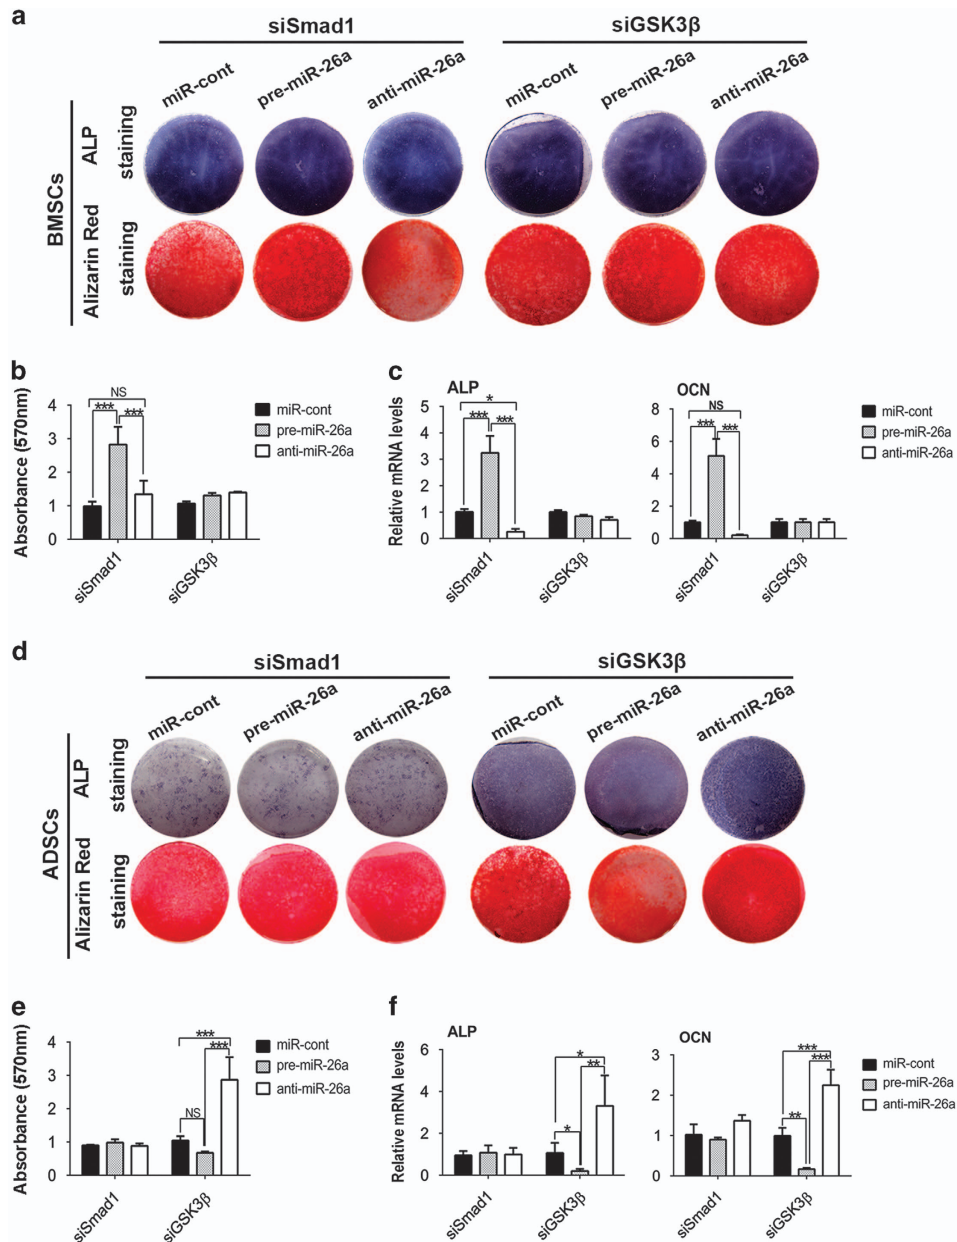 a
siSmad1
siGSK3β
miR-cont
pre-miR-26a
anti-miR-26a
miR-cont
pre-miR-26a
anti-miR-26a
BMSCs
ALP
staining
Alizarin Red
staining
b
Absorbance (570nm)
4
3
2
1
0
NS
***
***
miR-cont
pre-miR-26a
anti-miR-26a
siSmad1
siGSK3β
c
ALP
Relative mRNA levels
5
4
3
2
1
0
*
***
***
siSmad1
siGSK3β
OCN
8
6
4
2
0
NS
***
***
miR-cont
pre-miR-26a
anti-miR-26a
siSmad1
siGSK3β
d
siSmad1
siGSK3β
miR-cont
pre-miR-26a
anti-miR-26a
miR-cont
pre-miR-26a
anti-miR-26a
ADSCs
ALP
staining
Alizarin Red
staining
e
Absorbance (570nm)
4
3
2
1
0
***
***
NS
miR-cont
pre-miR-26a
anti-miR-26a
siSmad1
siGSK3β
f
ALP
Relative mRNA levels
6
4
2
0
*
**
*
siSmad1
siGSK3β
OCN
3
2
1
0
***
***
**
miR-cont
pre-miR-26a
anti-miR-26a
siSmad1
siGSK3β